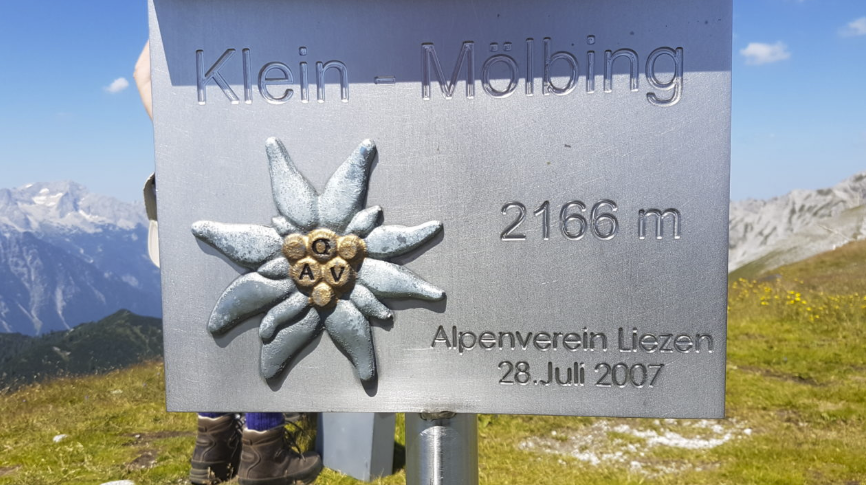 Klein - Mölbing
2166 m
Œ
A V
Alpenverein Liezen
28.Juli 2007